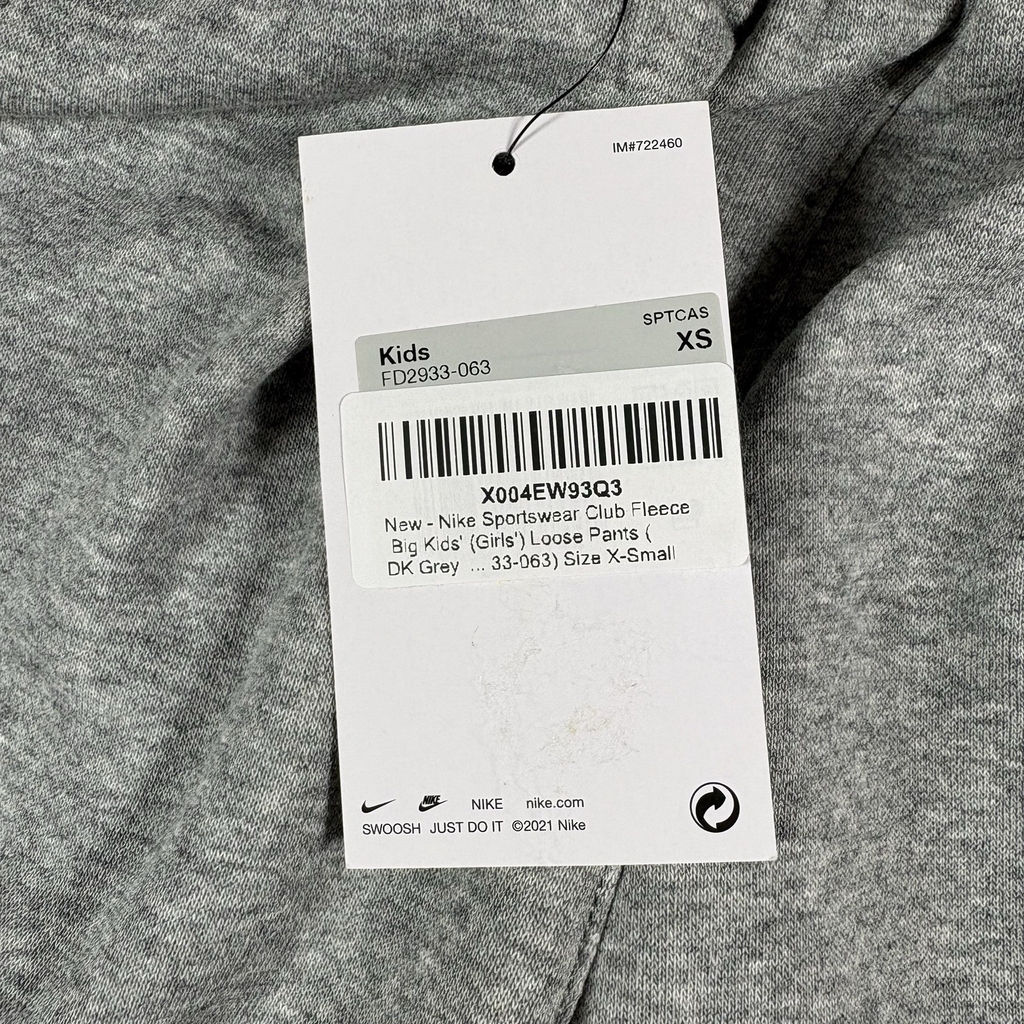 IM#722460
SPTCAS
Kids XS
FD2933-063
X004EW93Q3
New - Nike Sportswear Club Fleece
Big Kids' (Girls') Loose Pants (
DK Grey ... 33-063) Size X-Small
NIKE NIKE nike.com
SWOOSH JUST DO IT ©2021 Nike